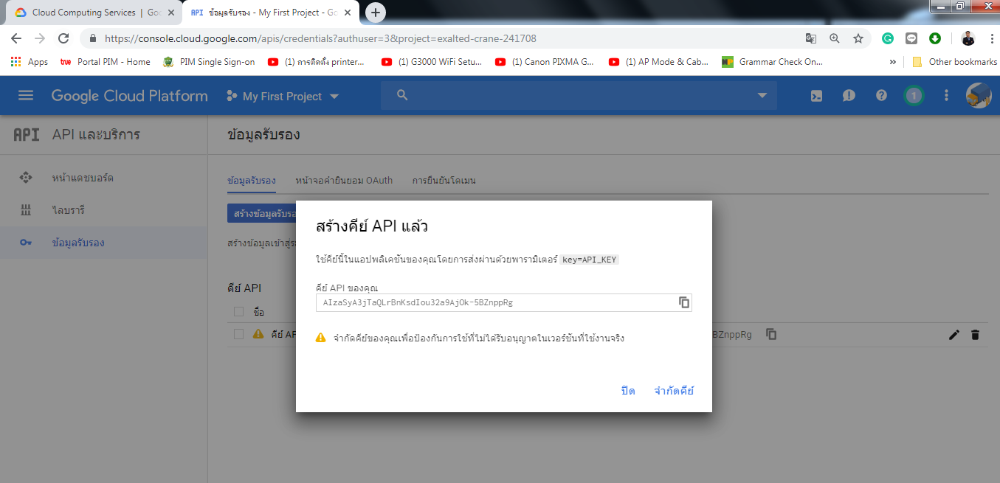 Cloud Computing Services | Goo
API ข้อมูลรับรอง - My First Project - Go
https://console.cloud.google.com/apis/credentials?authuser=3&project=exalted-crane-241708
Apps
true Portal PIM - Home
PIM Single Sign-on
(1) การติดตั้ง printer...
(1) G3000 WiFi Setu...
(1) Canon PIXMA G...
(1) AP Mode & Cab...
Grammar Check On...
»
Other bookmarks
Google Cloud Platform
My First Project
1
API API และบริการ
ข้อมูลรับรอง
หน้าแดชบอร์ด
ไลบรารี
ข้อมูลรับรอง
ข้อมูลรับรอง หน้าจอคำยินยอม OAuth การยืนยันโดเมน
สร้างข้อมูลรับรอ
สร้างข้อมูลเข้าสู่ระ
คีย์ API
ชื่อ
คีย์ AP
BZnppRg
สร้างคีย์ API แล้ว
ใช้คีย์นี้ในแอปพลิเคชันของคุณโดยการส่งผ่านด้วยพารามิเตอร์ key=API_KEY
คีย์ API ของคุณ
AIzaSyA3jTaQLrBnKsdIou32a9AjOk-5BZnppRg
จำกัดคีย์ของคุณเพื่อป้องกันการใช้ที่ไม่ได้รับอนุญาตในเวอร์ชันที่ใช้งานจริง
ปิด จำกัดคีย์